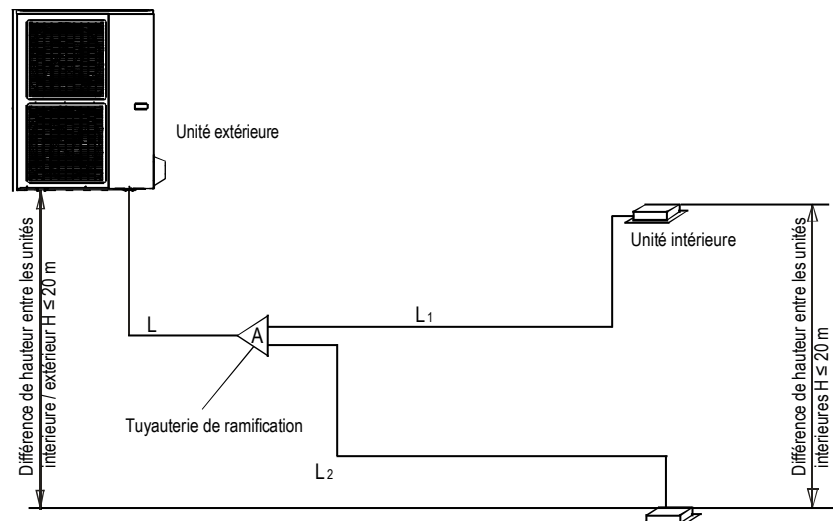 Unité extérieure
Unité intérieure
Différence de hauteur entre les unités
intérieure / extérieur H ≤ 20 m
L
A
L1
Tuyauterie de ramification
L2
Différence de hauteur entre les unités
intérieures H ≤ 20 m